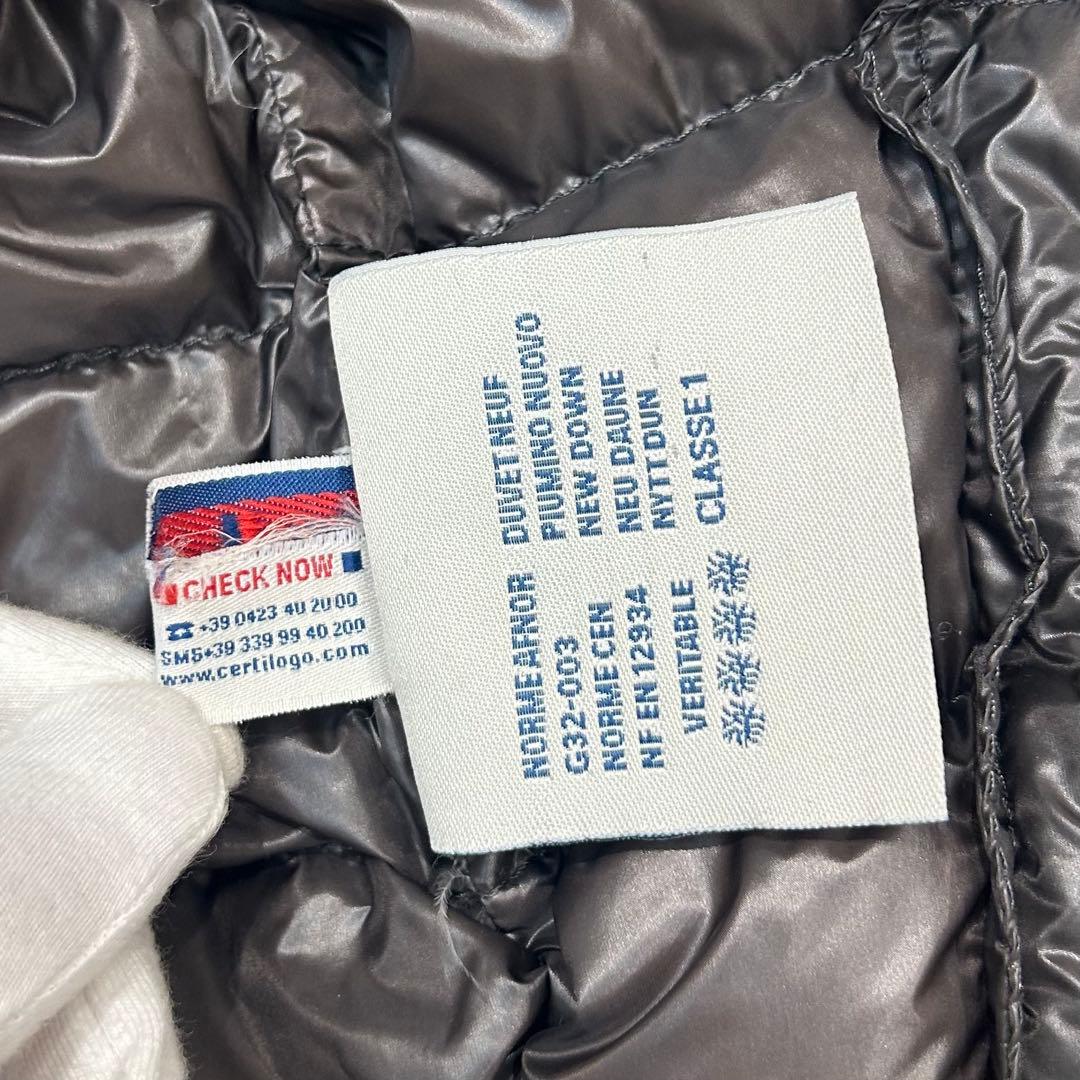 CHECK NOW
+39 0423 40 20 00
SMS+39 339 99 40 200
www.certilogo.com
NORME AFNOR DUVET NEUF
G32-003 PIUMINO NUOVO
NORME CEN NEW DOWN
NF EN 12934 NEU DAUNE
VERITABLE NYTT DUN
CLASSE 1